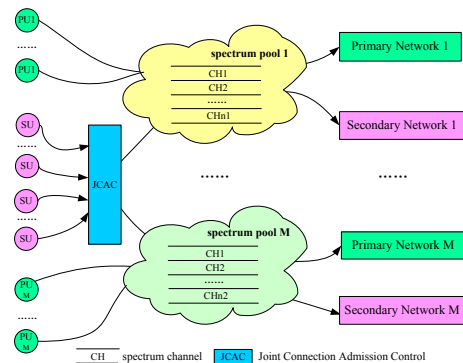 PU1
......
PU1
SU
......
SU
SU
......
SU
PU
M
......
PU
M
JCAC
spectrum pool 1
CH1
CH2
......
CHn1
......
spectrum pool M
CH1
CH2
......
CHn2
Primary Network 1
Secondary Network 1
......
Primary Network M
Secondary Network M
CH spectrum channel JCAC Joint Connection Admission Control